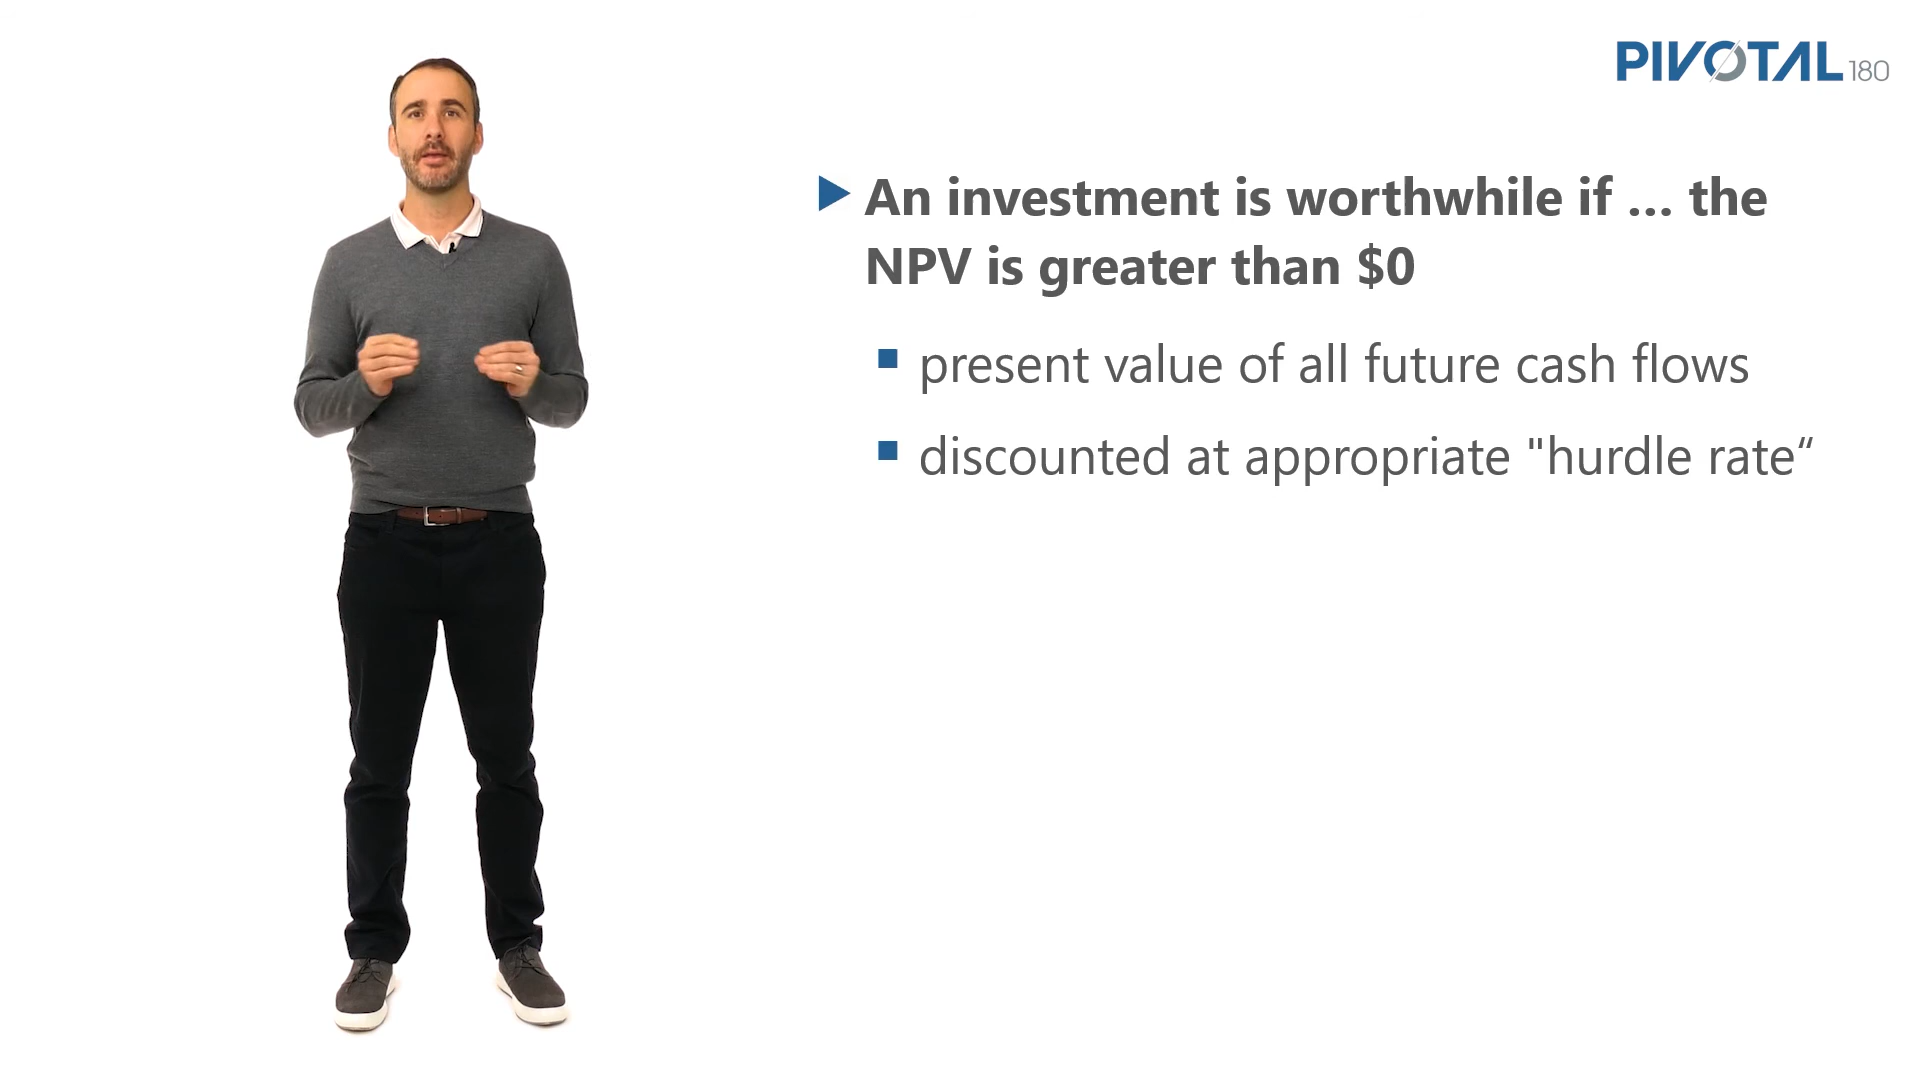 PIVOTAL 180
An investment is worthwhile if … the
NPV is greater than $0
present value of all future cash flows
discounted at appropriate "hurdle rate“